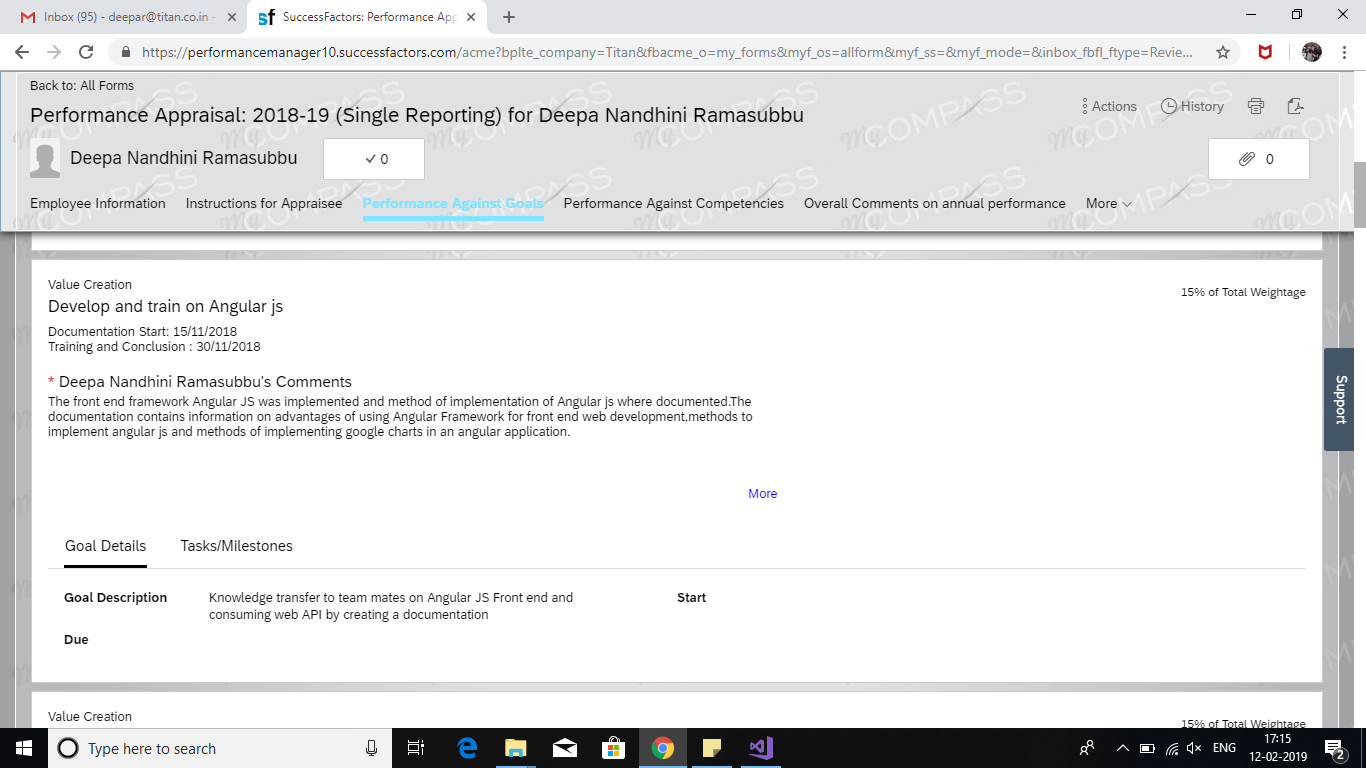 Inbox (95) - deepar@titan.co.in -
SuccessFactors: Performance App
https://performancemanager10.successfactors.com/acme?bplte_company=Titan&fbacme_o=my_forms&myf_os=allform&myf_ss=&myf_mode=&inbox_fbfl_ftype=Revie...
Back to: All Forms
Performance Appraisal: 2018-19 (Single Reporting) for Deepa Nandhini Ramasubbu
Actions
History
Deepa Nandhini Ramasubbu
0
0
Employee Information
Instructions for Appraisee
Performance Against Goals
Performance Against Competencies
Overall Comments on annual performance
More
my COMPASS
Value Creation
15% of Total Weightage
Develop and train on Angular js
Documentation Start: 15/11/2018
Training and Conclusion : 30/11/2018
* Deepa Nandhini Ramasubbu's Comments
The front end framework Angular JS was implemented and method of implementation of Angular js where documented.The
documentation contains information on advantages of using Angular Framework for front end web development,methods to
implement angular js and methods of implementing google charts in an angular application.
Support
More
Goal Details
Tasks/Milestones
Goal Description
Knowledge transfer to team mates on Angular JS Front end and
consuming web API by creating a documentation
Start
Due
Value Creation
15% of Total Weightage
Type here to search
ENG
17:15
12-02-2019
2